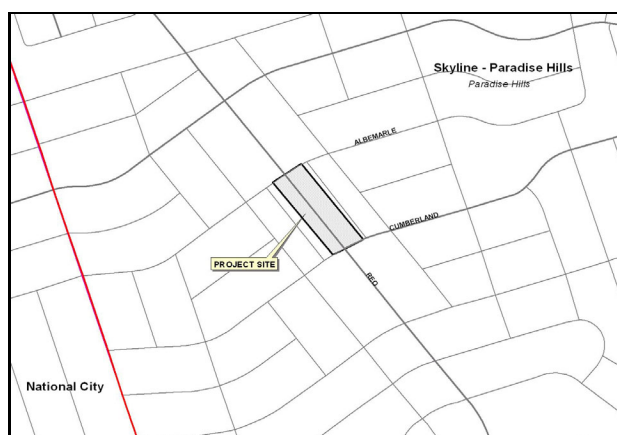 Skyline - Paradise Hills
Paradise Hills
ALBEMARLE
CUMBERLAND
PROJECT SITE
REO
National City